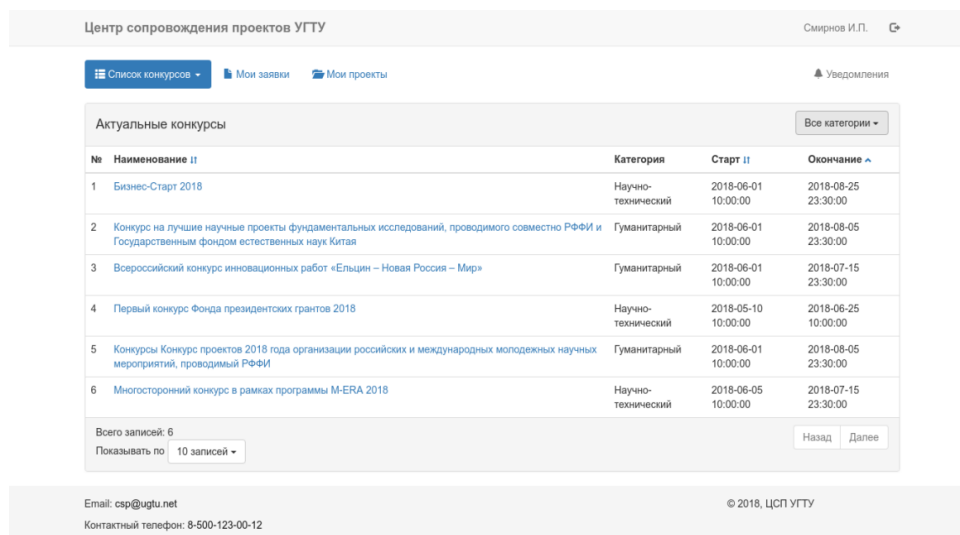 Центр сопровождения проектов УГТУ
Смирнов И.П.
Список конкурсов
Мои заявки
Мои проекты
Уведомления
Актуальные конкурсы
Все категории
№ Наименование Категория Старт Окончание
1 Бизнес-Старт 2018 Научно- 2018-06-01 2018-08-25
технический 10:00:00 23:30:00
2 Конкурс на лучшие научные проекты фундаментальных исследований, проводимого совместно РФФИ и Гуманитарный 2018-06-01 2018-08-05
Государственным фондом естественных наук Китая 10:00:00 23:30:00
3 Всероссийский конкурс инновационных работ «Ельцин – Новая Россия – Мир» Гуманитарный 2018-06-01 2018-07-15
10:00:00 23:30:00
4 Первый конкурс Фонда президентских грантов 2018 Научно- 2018-05-10 2018-06-25
технический 10:00:00 10:00:00
5 Конкурсы Конкурс проектов 2018 года организации российских и международных молодежных научных Гуманитарный 2018-06-01 2018-08-05
мероприятий, проводимый РФФИ 10:00:00 23:30:00
6 Многосторонний конкурс в рамках программы M-ERA 2018 Научно- 2018-06-05 2018-07-15
технический 10:00:00 23:30:00
Всего записей: 6
Показывать по 10 записей
Назад Далее
Email: csp@ugtu.net © 2018, ЦСП УГТУ
Контактный телефон: 8-500-123-00-12